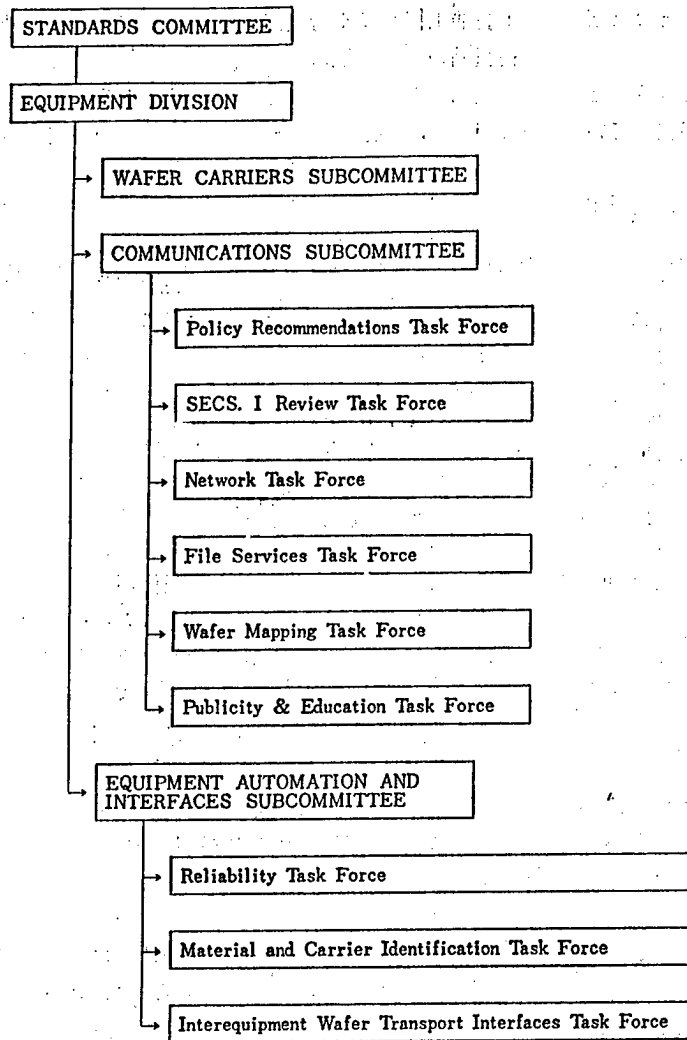 STANDARDS COMMITTEE
EQUIPMENT DIVISION
WAFER CARRIERS SUBCOMMITTEE
COMMUNICATIONS SUBCOMMITTEE
Policy Recommendations Task Force
SECS. I Review Task Force
Network Task Force
File Services Task Force
Wafer Mapping Task Force
Publicity & Education Task Force
EQUIPMENT AUTOMATION AND
INTERFACES SUBCOMMITTEE
Reliability Task Force
Material and Carrier Identification Task Force
Interequipment Wafer Transport Interfaces Task Force